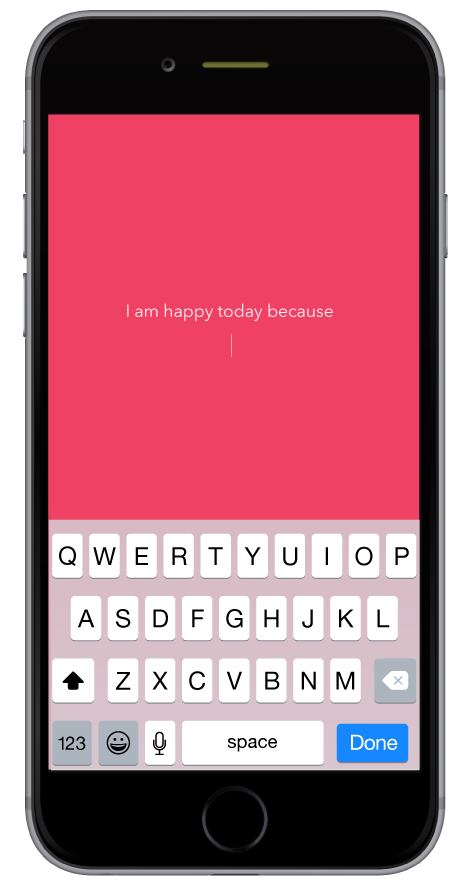 I am happy today because
Q W E R T Y U I O P
A S D F G H J K L
Z X C V B N M
123 space Done